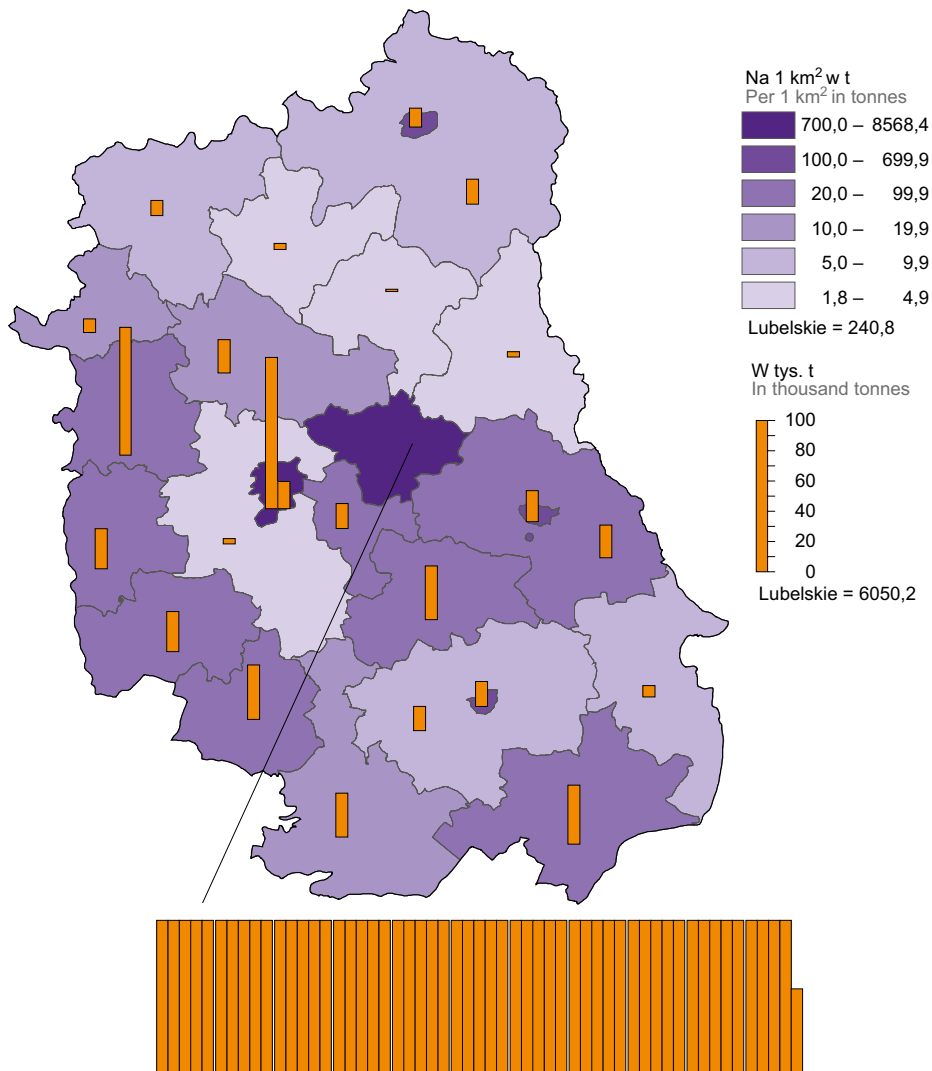 Na 1 km² w t
Per 1 km² in tonnes
700,0 – 8568,4
100,0 – 699,9
20,0 – 99,9
10,0 – 19,9
5,0 – 9,9
1,8 – 4,9
Lubelskie = 240,8
W tys. t
In thousand tonnes
100
80
60
40
20
0
Lubelskie = 6050,2